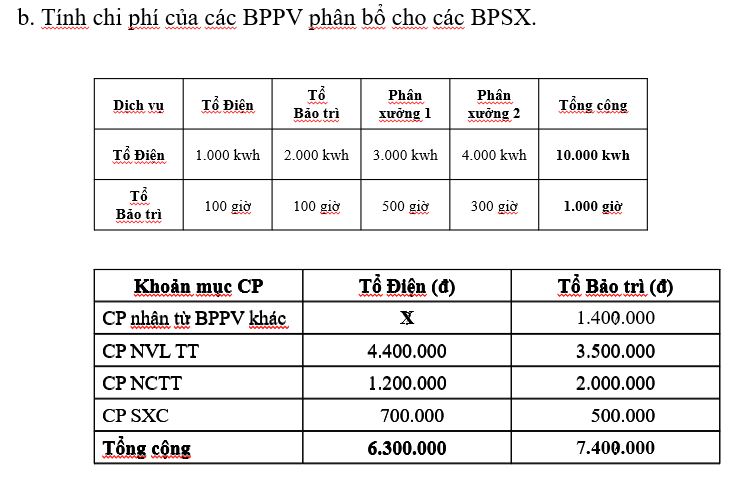 b. Tính chi phí của các BPPV phân bổ cho các BPSX.
Dịch vụ Tổ Điện Tổ Bảo trì Phân xưởng 1 Phân xưởng 2 Tổng cộng
Tổ Điện 1.000 kwh 2.000 kwh 3.000 kwh 4.000 kwh 10.000 kwh
Tổ Bảo trì 100 giờ 100 giờ 500 giờ 300 giờ 1.000 giờ
Khoản mục CP Tổ Điện (đ) Tổ Bảo trì (đ)
CP nhận từ BPPV khác X 1.400.000
CP NVL TT 4.400.000 3.500.000
CP NCTT 1.200.000 2.000.000
CP SXC 700.000 500.000
Tổng cộng 6.300.000 7.400.000